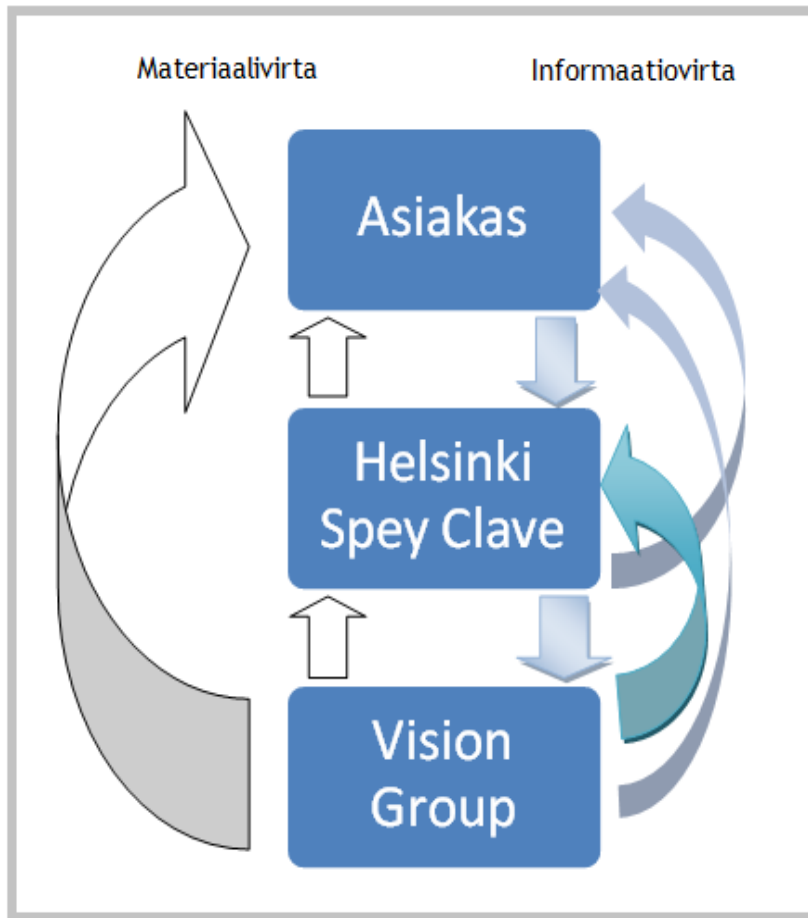 Materiaalivirta
Informaatiovirta
Asiakas
Helsinki
Spey Clave
Vision
Group